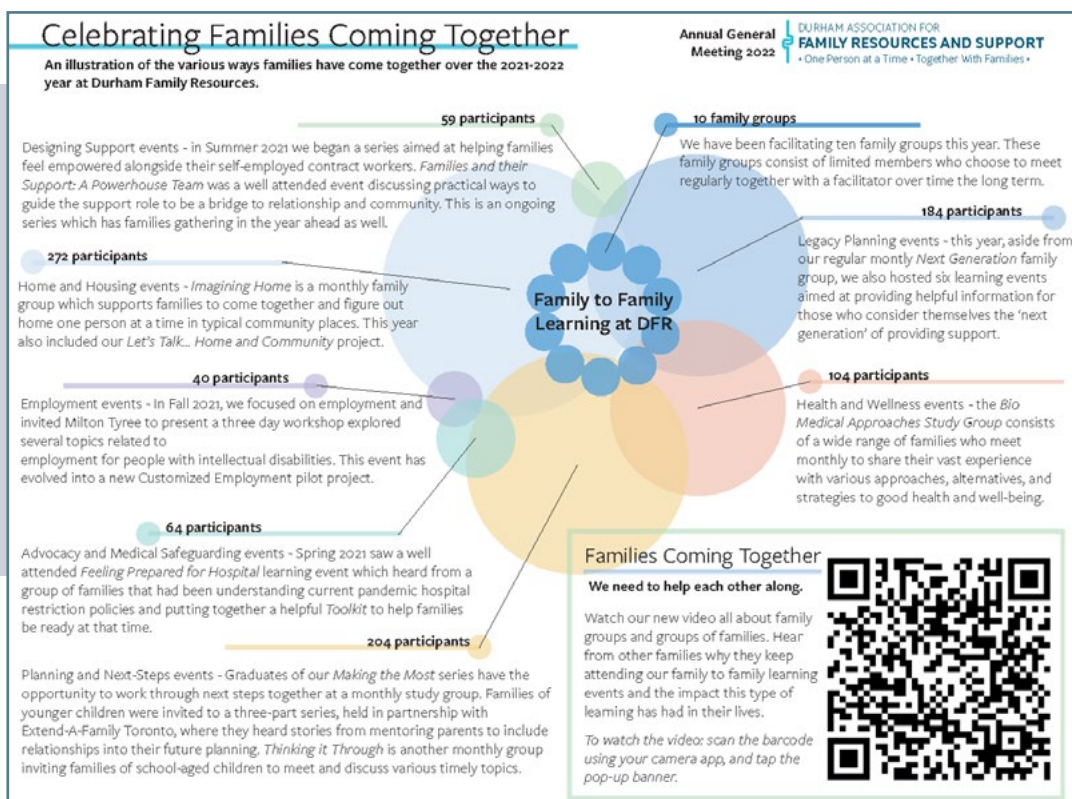 Celebrating Families Coming Together
An illustration of the various ways families have come together over the 2021-2022
year at Durham Family Resources.
Annual General
Meeting 2022
DURHAM ASSOCIATION FOR
FAMILY RESOURCES AND SUPPORT
• One Person at a Time • Together With Families •
59 participants
Designing Support events - in Summer 2021 we began a series aimed at helping families
feel empowered alongside their self-employed contract workers. Families and their
Support: A Powerhouse Team was a well attended event discussing practical ways to
guide the support role to be a bridge to relationship and community. This is an ongoing
series which has families gathering in the year ahead as well.
10 family groups
We have been facilitating ten family groups this year. These
family groups consist of limited members who choose to meet
regularly together with a facilitator over time the long term.
184 participants
Legacy Planning events - this year, aside from
our regular montly Next Generation family
group, we also hosted six learning events
aimed at providing helpful information for
those who consider themselves the 'next
generation' of providing support.
272 participants
Home and Housing events - Imagining Home is a monthly family
group which supports families to come together and figure out
home one person at a time in typical community places. This year
also included our Let's Talk... Home and Community project.
Family to Family
Learning at DFR
40 participants
Employment events - In Fall 2021, we focused on employment and
invited Milton Tyree to present a three day workshop explored
several topics related to
employment for people with intellectual disabilities. This event has
evolved into a new Customized Employment pilot project.
104 participants
Health and Wellness events - the Bio
Medical Approaches Study Group consists
of a wide range of families who meet
monthly to share their vast experience
with various approaches, alternatives, and
strategies to good health and well-being.
64 participants
Advocacy and Medical Safeguarding events - Spring 2021 saw a well
attended Feeling Prepared for Hospital learning event which heard from a
group of families that had been understanding current pandemic hospital
restriction policies and putting together a helpful Toolkit to help families
be ready at that time.
204 participants
Planning and Next-Steps events - Graduates of our Making the Most series have the
opportunity to work through next steps together at a monthly study group. Families of
younger children were invited to a three-part series, held in partnership with
Extend-A-Family Toronto, where they heard stories from mentoring parents to include
relationships into their future planning. Thinking it Through is another monthly group
inviting families of school-aged children to meet and discuss various timely topics.
Families Coming Together
We need to help each other along.
Watch our new video all about family
groups and groups of families. Hear
from other families why they keep
attending our family to family learning
events and the impact this type of
learning has had in their lives.
To watch the video: scan the barcode
using your camera app, and tap the
pop-up banner.